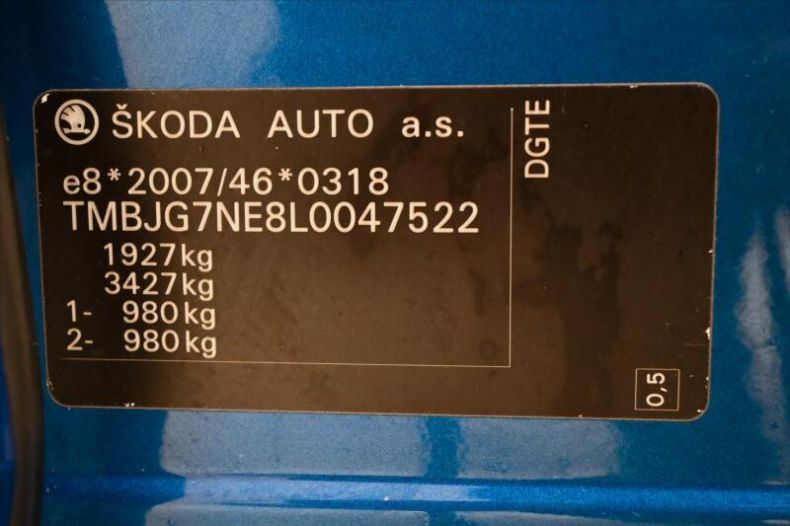 ŠKODA AUTO a.s.
e8*2007/46*0318
TMBJG7NE8L0047522
1927kg
3427kg
1- 980kg
2- 980kg
DGTE
0,5